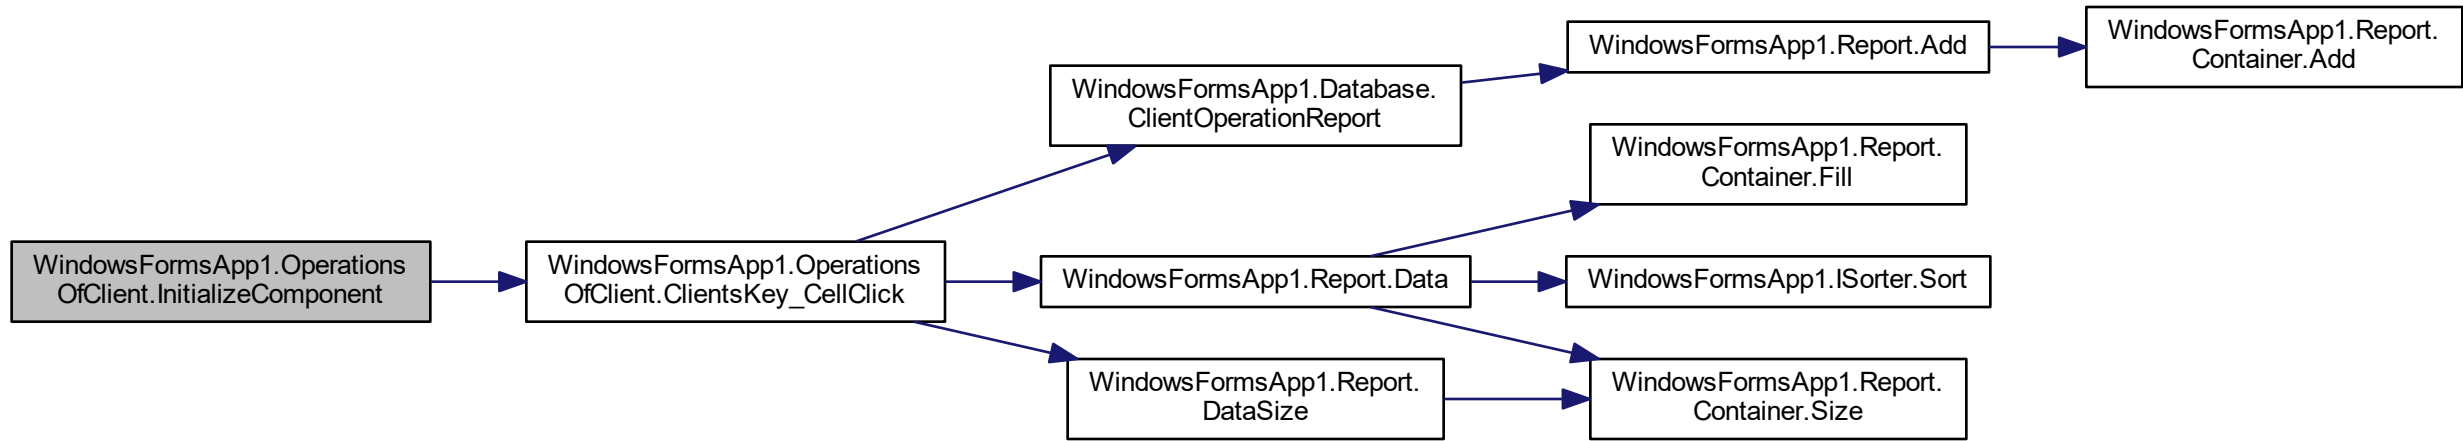 WindowsFormsApp1.Operations
OfClient.InitializeComponent
WindowsFormsApp1.Operations
OfClient.ClientsKey_CellClick
WindowsFormsApp1.Database.
ClientOperationReport
WindowsFormsApp1.Report.Add
WindowsFormsApp1.Report.
Container.Add
WindowsFormsApp1.Report.Data
WindowsFormsApp1.Report.
Container.Fill
WindowsFormsApp1.ISorter.Sort
WindowsFormsApp1.Report.
DataSize
WindowsFormsApp1.Report.
Container.Size